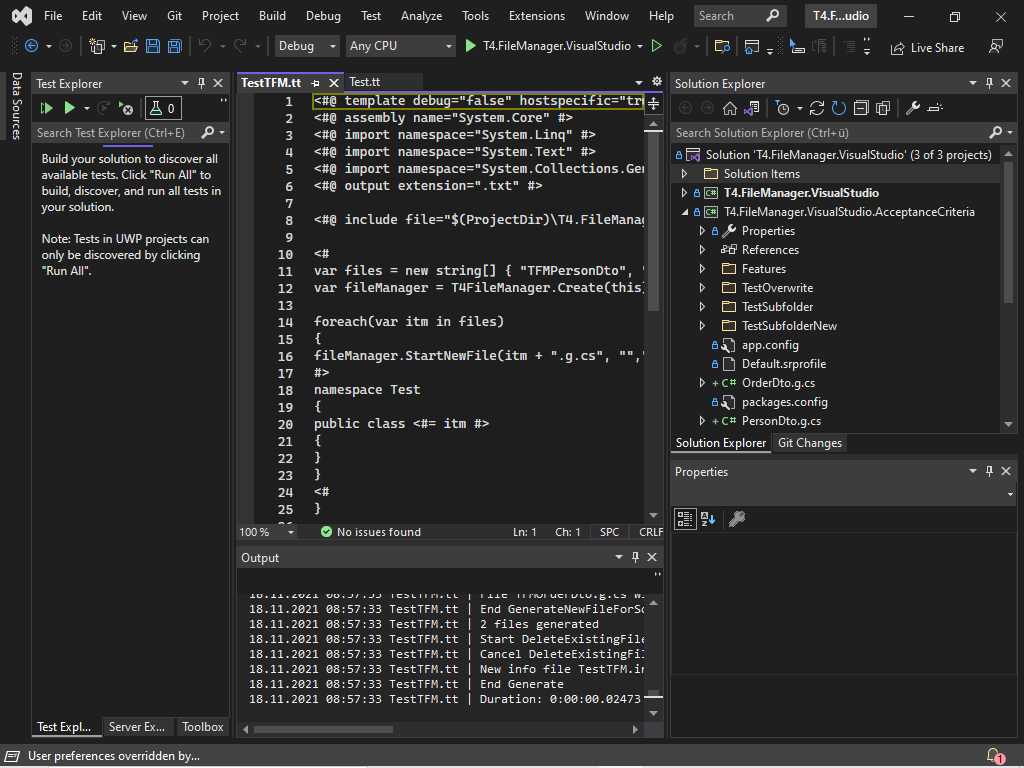 File Edit View Git Project Build Debug Test Analyze Tools Extensions Window Help Search T4.F...udio
Debug Any CPU T4.FileManager.VisualStudio Live Share
Data Sources
Test Explorer
0
Search Test Explorer (Ctrl+E)
Build your solution to discover all
available tests. Click "Run All" to
build, discover, and run all tests in
your solution.
Note: Tests in UWP projects can
only be discovered by clicking
"Run All".
Test Expl... Server Ex... Toolbox
TestTFM.tt Test.tt
1 <#@ template debug="false" hostspecific="tr
2 <#@ assembly name="System.Core" #>
3 <#@ import namespace="System.Linq" #>
4 <#@ import namespace="System.Text" #>
5 <#@ import namespace="System.Collections.Ge
6 <#@ output extension=".txt" #>
7
8 <#@ include file="$(ProjectDir)\T4.FileMana
9
10 <#
11 var files = new string[] { "TFMPersonDto", "
12 var fileManager = T4FileManager.Create(this)
13
14 foreach(var itm in files)
15 {
16 fileManager.StartNewFile(itm + ".g.cs", "","
17 #>
18 namespace Test
19 {
20 public class <#= itm #>
21 {
22 }
23 }
24 <#
25 }
100 % No issues found Ln: 1 Ch: 1 SPC CRLF
Output
18.11.2021 08:57:33 TestTFM.tt | File TFMOrderDto.g.cs w
18.11.2021 08:57:33 TestTFM.tt | End GenerateNewFileForSo
18.11.2021 08:57:33 TestTFM.tt | 2 files generated
18.11.2021 08:57:33 TestTFM.tt | Start DeleteExistingFile
18.11.2021 08:57:33 TestTFM.tt | Cancel DeleteExistingFil
18.11.2021 08:57:33 TestTFM.tt | New info file TestTFM.in
18.11.2021 08:57:33 TestTFM.tt | End Generate
18.11.2021 08:57:33 TestTFM.tt | Duration: 0:00:00.02473
Solution Explorer
Search Solution Explorer (Ctrl+ü)
Solution 'T4.FileManager.VisualStudio' (3 of 3 projects)
Solution Items
T4.FileManager.VisualStudio
T4.FileManager.VisualStudio.AcceptanceCriteria
Properties
References
Features
TestOverwrite
TestSubfolder
TestSubfolderNew
app.config
Default.srprofile
C# OrderDto.g.cs
packages.config
C# PersonDto.g.cs
Solution Explorer Git Changes
Properties
User preferences overridden by...
1